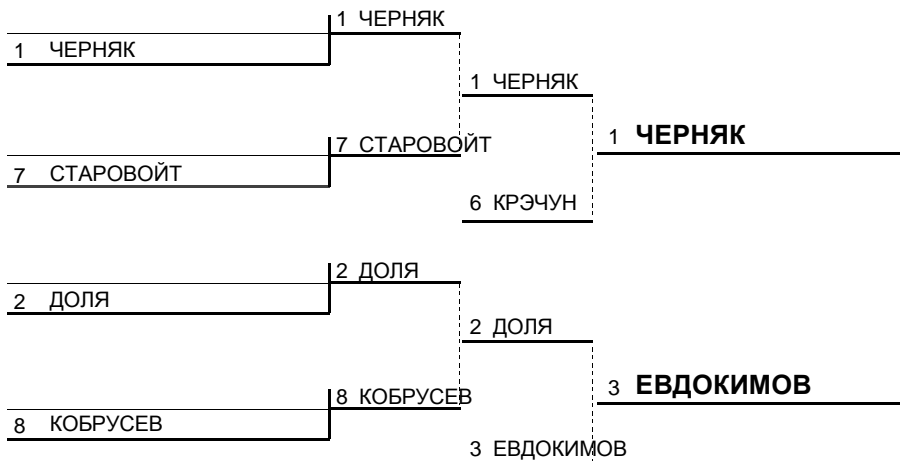 1 ЧЕРНЯК
1 ЧЕРНЯК
1 ЧЕРНЯК
7 СТАРОВОЙТ
1 ЧЕРНЯК
7 СТАРОВОЙТ
6 КРЭЧУН
2 ДОЛЯ
2 ДОЛЯ
2 ДОЛЯ
8 КОБРУСЕВ
3 ЕВДОКИМОВ
8 КОБРУСЕВ
3 ЕВДОКИМОВ